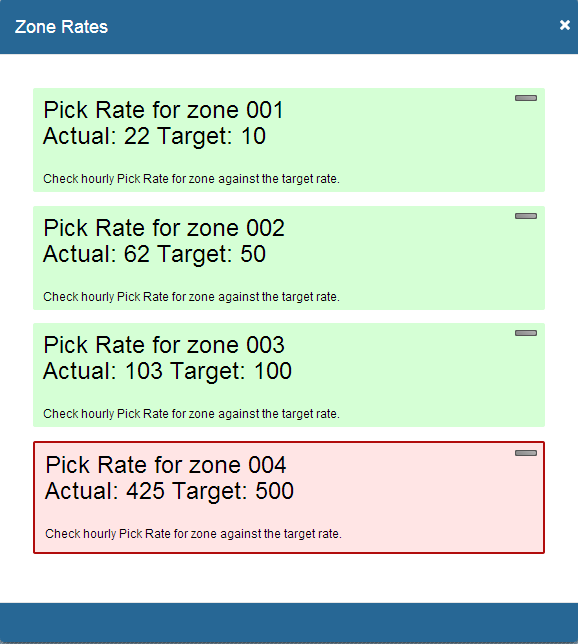 Zone Rates ×
Pick Rate for zone 001
Actual: 22 Target: 10
Check hourly Pick Rate for zone against the target rate.
Pick Rate for zone 002
Actual: 62 Target: 50
Check hourly Pick Rate for zone against the target rate.
Pick Rate for zone 003
Actual: 103 Target: 100
Check hourly Pick Rate for zone against the target rate.
Pick Rate for zone 004
Actual: 425 Target: 500
Check hourly Pick Rate for zone against the target rate.